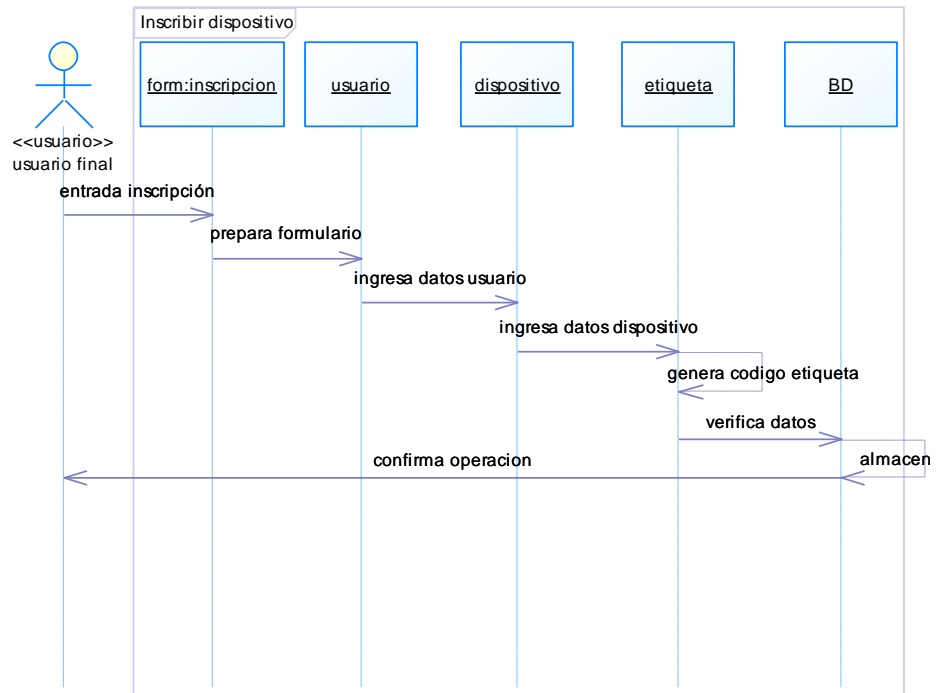 Inscribir dispositivo
form:inscripcion
usuario
dispositivo
etiqueta
BD
<<usuario>>
usuario final
entrada inscripción
prepara formulario
ingresa datos usuario
ingresa datos dispositivo
genera codigo etiqueta
verifica datos
almacen
confirma operacion